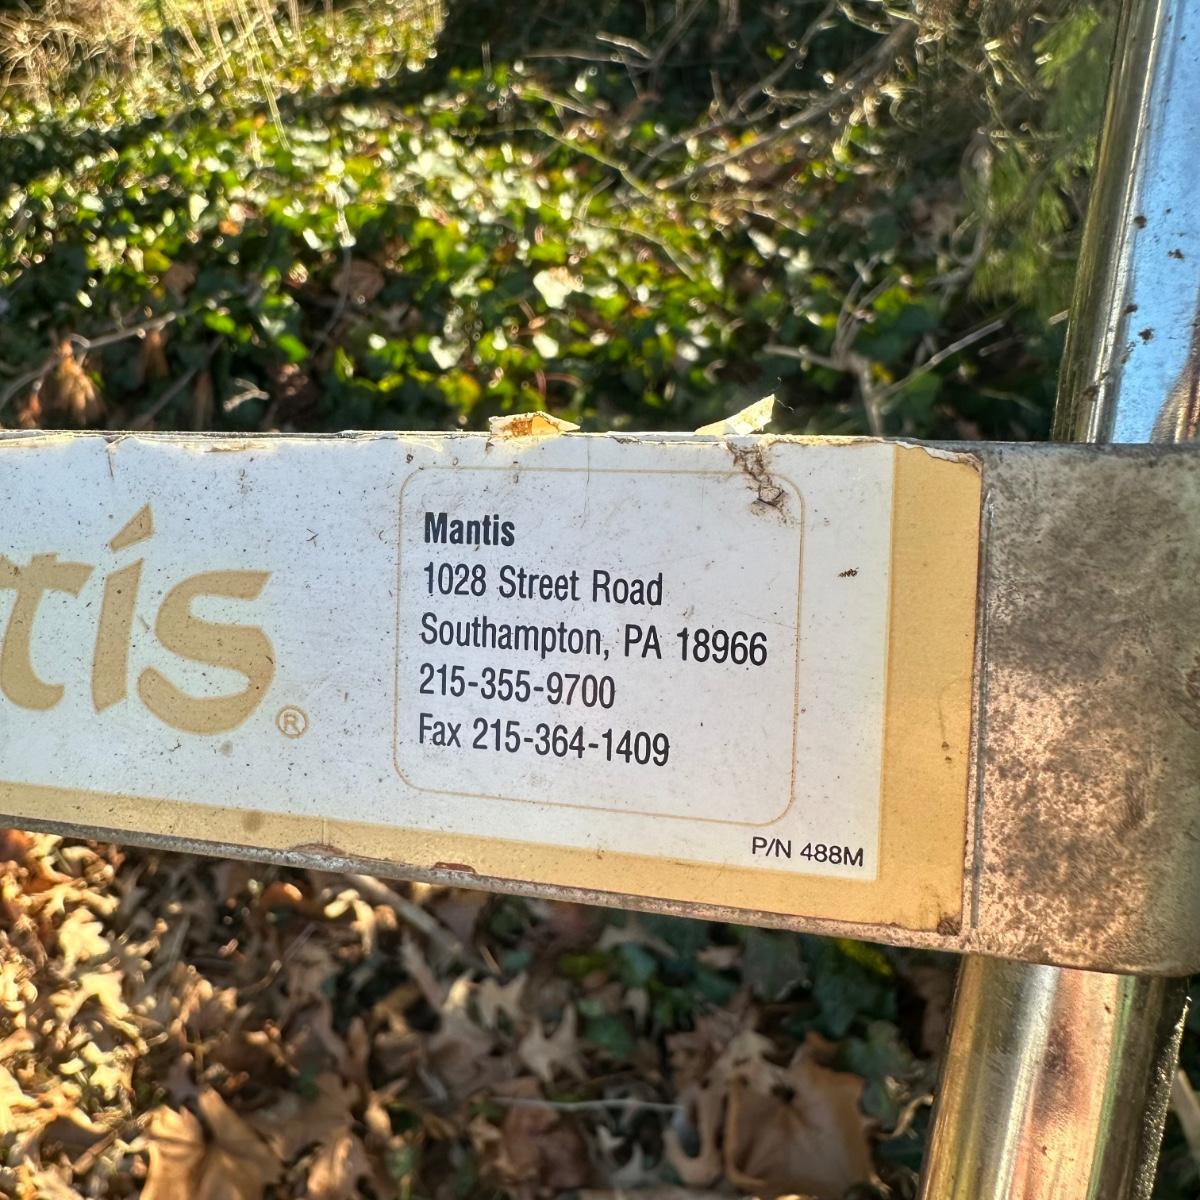 tis®
Mantis
1028 Street Road
Southampton, PA 18966
215-355-9700
Fax 215-364-1409
P/N 488M